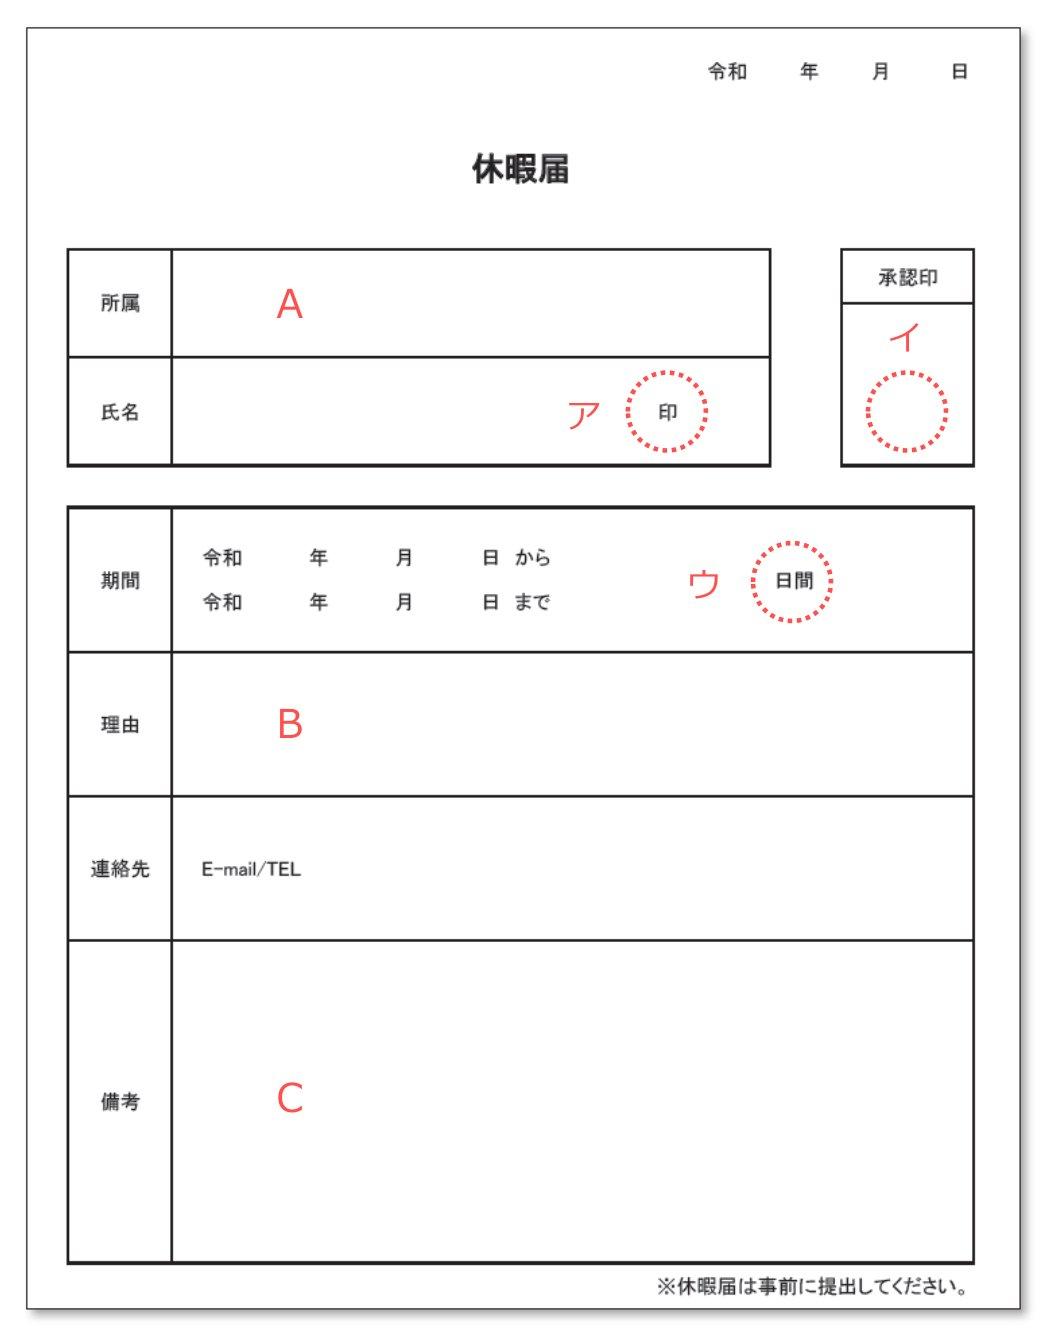 令和 年 月 日
休暇届
所属 A
承認印
イ
氏名 ア 印
期間 令和 年 月 日 から
令和 年 月 日 まで
ウ 日間
理由 B
連絡先 E-mail/TEL
備考 C
※休暇届は事前に提出してください。